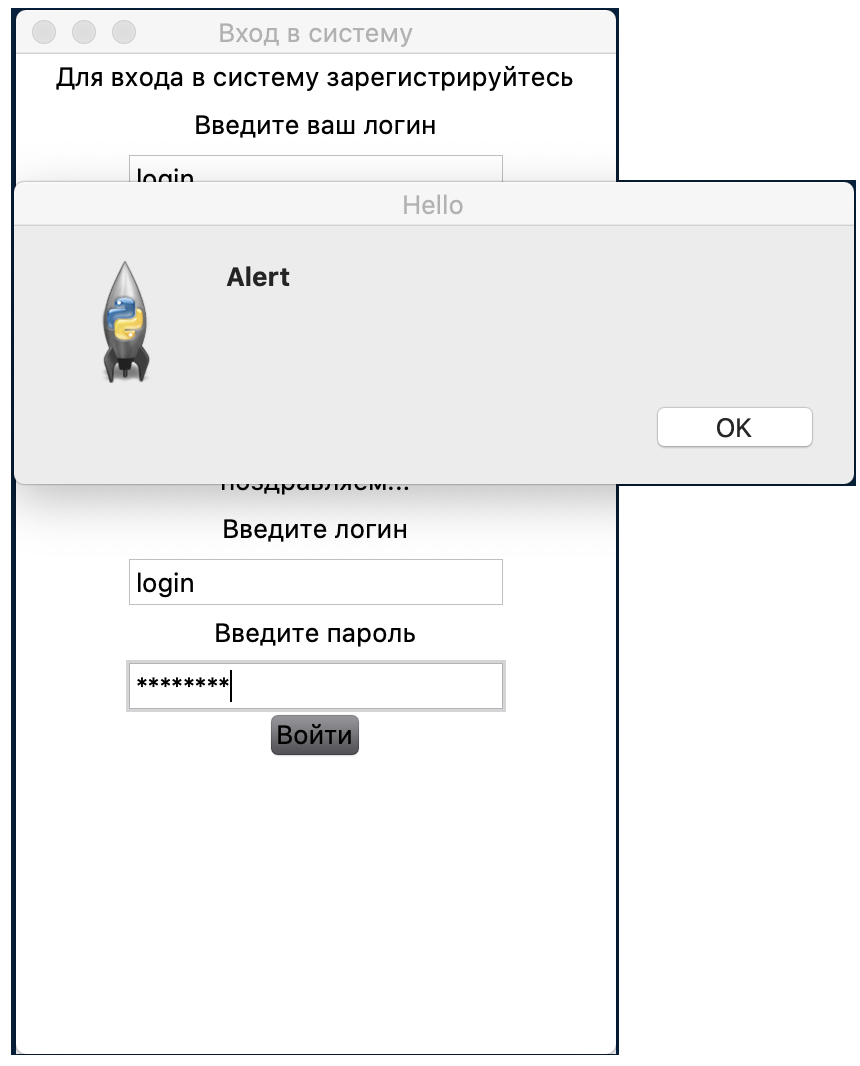 Вход в систему
Для входа в систему зарегистрируйтесь
Введите ваш логин
login
Hello
Alert
OK
поздравляем...
Введите логин
login
Введите пароль
********
Войти